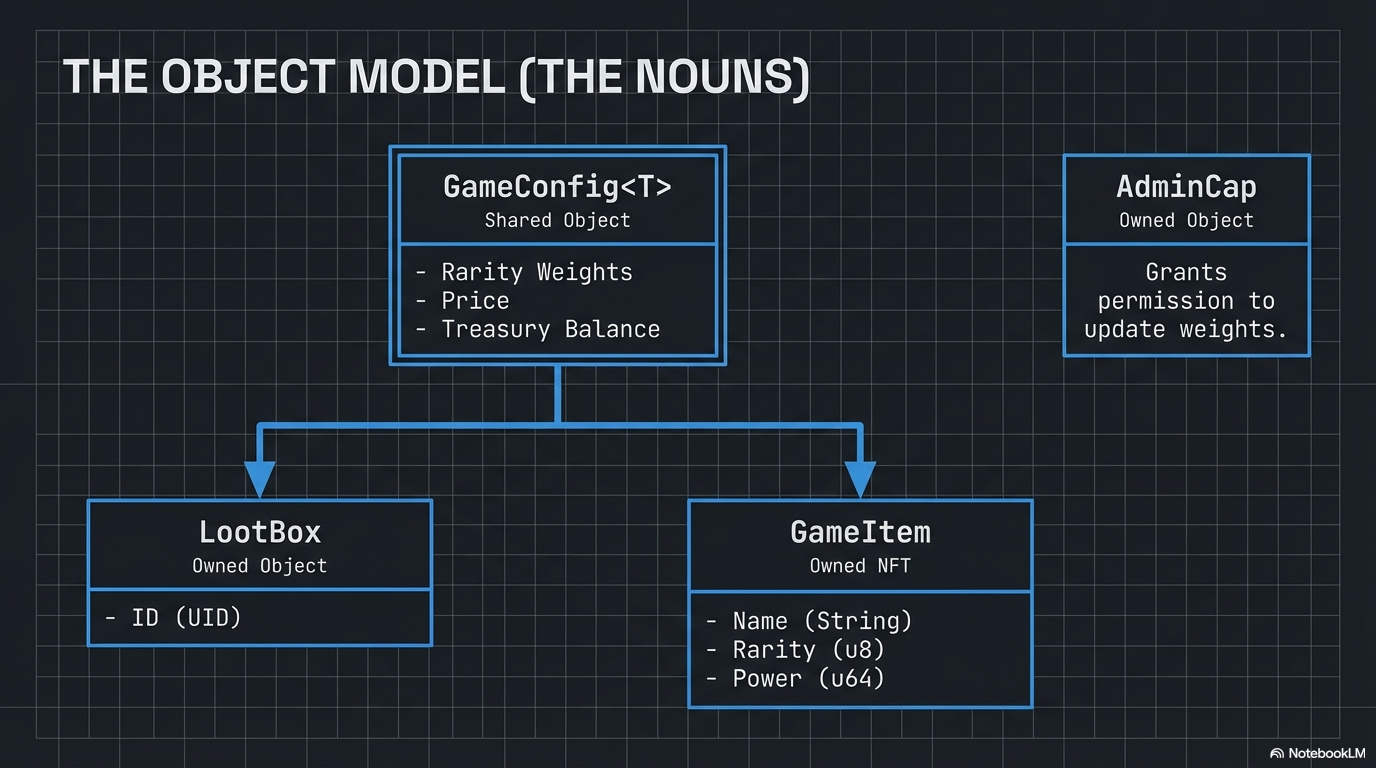 THE OBJECT MODEL (THE NOUNS)
GameConfig<T>
Shared Object
- Rarity Weights
- Price
- Treasury Balance
AdminCap
Owned Object
Grants
permission to
update weights.
LootBox
Owned Object
- ID (UID)
GameItem
Owned NFT
- Name (String)
- Rarity (u8)
- Power (u64)
NotebookLM